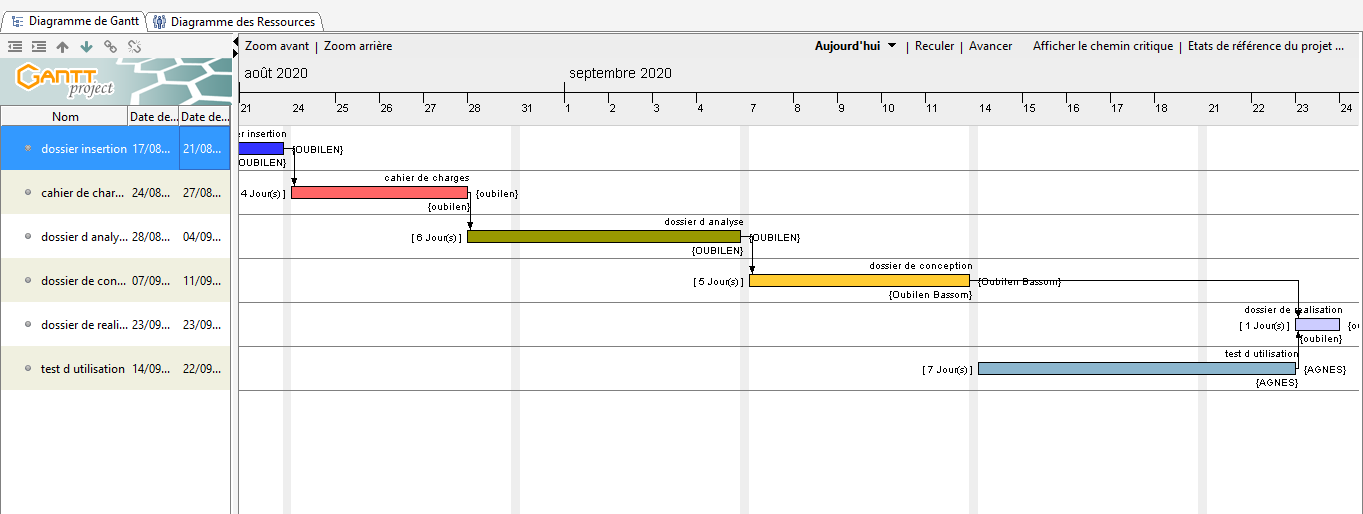 Diagramme de Gantt Diagramme des Ressources
Zoom avant | Zoom arrière Aujourd'hui | Reculer | Avancer Afficher le chemin critique | Etats de référence du projet ...
GANTT project
août 2020 septembre 2020
21 24 25 26 27 28 31 1 2 3 4 7 8 9 10 11 14 15 16 17 18 21 22 23 24
Nom Date de... Date de...
er insertion
dossier insertion 17/08... 21/08... {OUBILEN}
OUBILEN}
cahier de charges
cahier de char... 24/08... 27/08... 4 Jour(s) ] {oubilen}
{oubilen}
dossier d analyse
dossier d analy... 28/08... 04/09... [ 6 Jour(s) ] {OUBILEN}
{OUBILEN}
dossier de conception
dossier de con... 07/09... 11/09... [ 5 Jour(s) ] {Oubilen Bassom}
{Oubilen Bassom}
dossier de realisation
dossier de reali... 23/09... 23/09... [ 1 Jour(s) ] {ou
{oubilen}
test d utilisation
test d utilisation 14/09... 22/09... [ 7 Jour(s) ] {AGNES}
{AGNES}